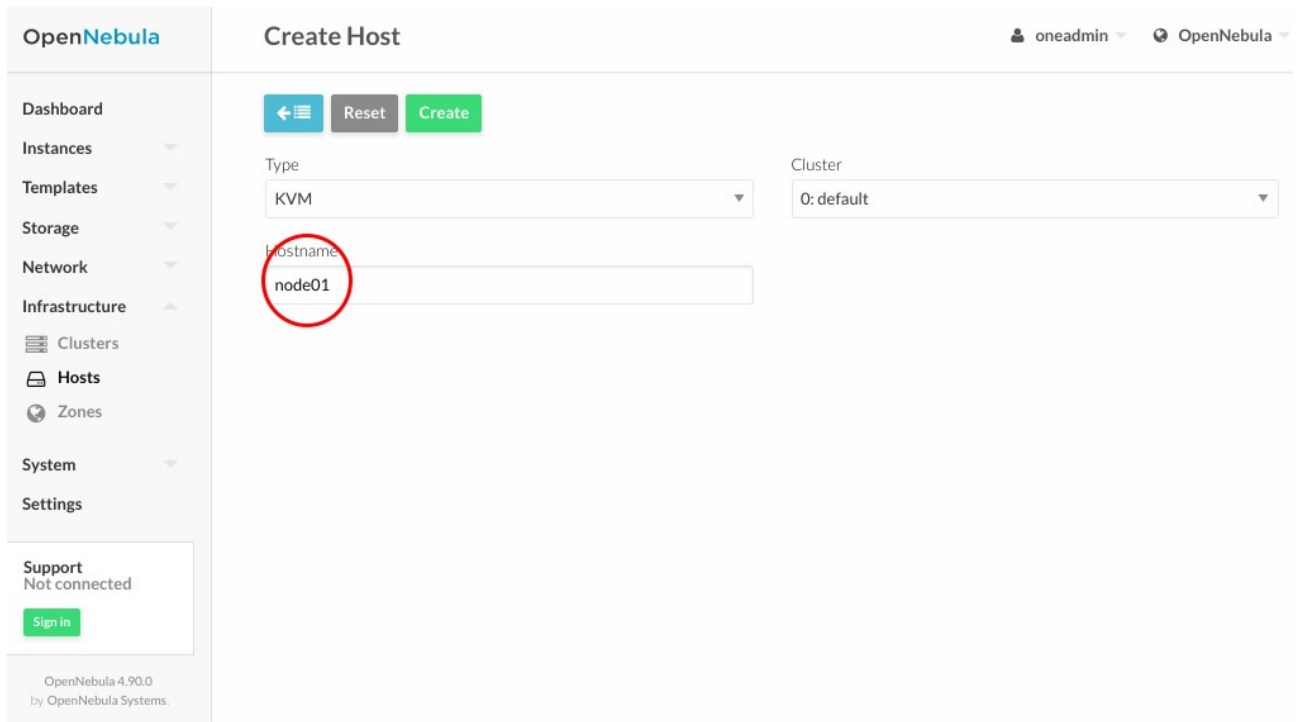 OpenNebula
Create Host
oneadmin
OpenNebula
Dashboard
Instances
Templates
Storage
Network
Infrastructure
Clusters
Hosts
Zones
System
Settings
Support
Not connected
Sign in
OpenNebula 4.90.0
by OpenNebula Systems.
Reset
Create
Type
Cluster
KVM
0: default
Hostname
node01